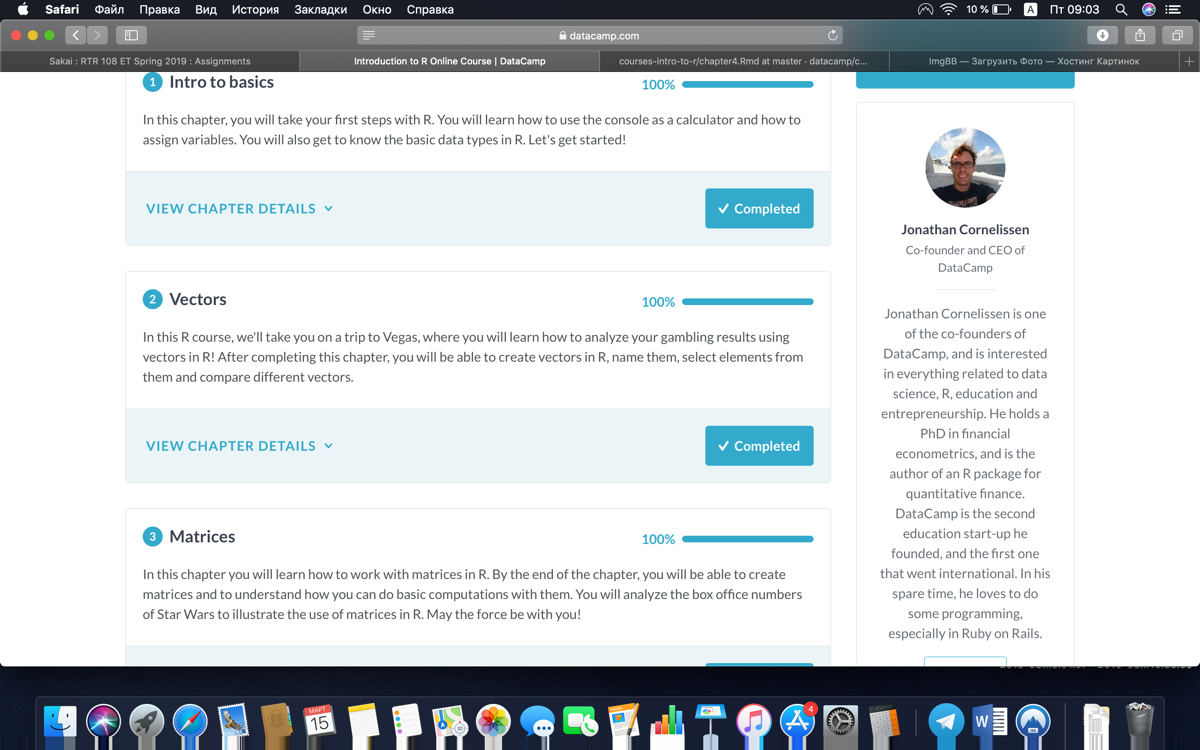 Safari Файл Правка Вид История Закладки Окно Справка 10 % A Пт 09:03
datacamp.com
Sakai : RTR 108 ET Spring 2019 : Assignments Introduction to R Online Course | DataCamp courses-intro-to-r/chapter4.Rmd at master · datacamp/c... ImgBB — Загрузить Фото — Хостинг Картинок
1 Intro to basics 100%
In this chapter, you will take your first steps with R. You will learn how to use the console as a calculator and how to
assign variables. You will also get to know the basic data types in R. Let's get started!
VIEW CHAPTER DETAILS Completed
2 Vectors 100%
In this R course, we'll take you on a trip to Vegas, where you will learn how to analyze your gambling results using
vectors in R! After completing this chapter, you will be able to create vectors in R, name them, select elements from
them and compare different vectors.
VIEW CHAPTER DETAILS Completed
3 Matrices 100%
In this chapter you will learn how to work with matrices in R. By the end of the chapter, you will be able to create
matrices and to understand how you can do basic computations with them. You will analyze the box office numbers
of Star Wars to illustrate the use of matrices in R. May the force be with you!
Jonathan Cornelissen
Co-founder and CEO of
DataCamp
Jonathan Cornelissen is one
of the co-founders of
DataCamp, and is interested
in everything related to data
science, R, education and
entrepreneurship. He holds a
PhD in financial
econometrics, and is the
author of an R package for
quantitative finance.
DataCamp is the second
education start-up he
founded, and the first one
that went international. In his
spare time, he loves to do
some programming,
especially in Ruby on Rails.
МАРТ
15
4
W